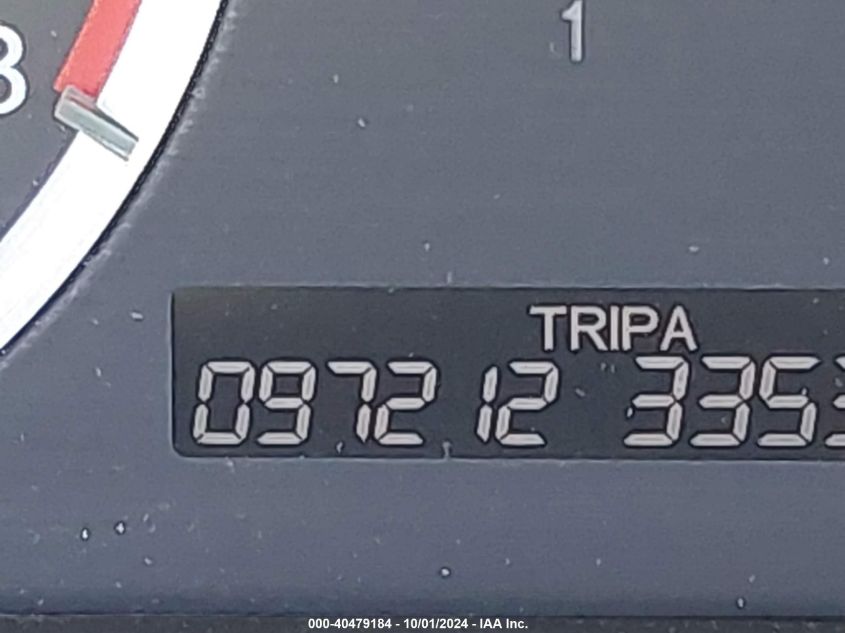 1
TRIPA
097212 335
000-40479184 - 10/01/2024 - IAA Inc.